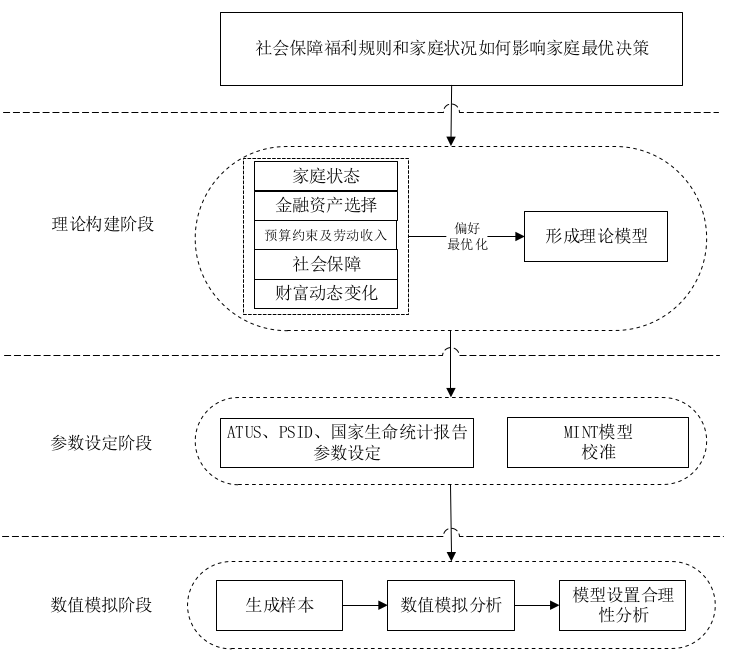 社会保障福利规则和家庭状况如何影响家庭最优决策
理论构建阶段
家庭状态
金融资产选择
预算约束及劳动收入
社会保障
财富动态变化
偏好
最优化
形成理论模型
参数设定阶段
ATUS、PSID、国家生命统计报告
参数设定
MINT模型
校准
数值模拟阶段
生成样本
数值模拟分析
模型设置合理
性分析